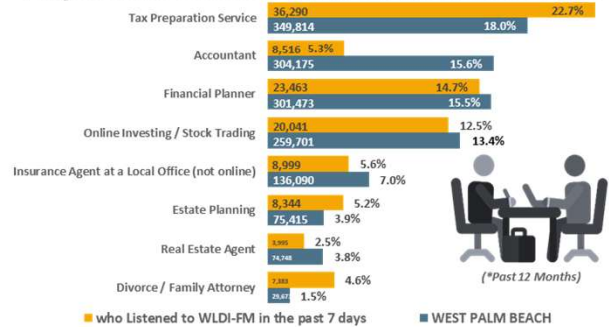 Tax Preparation Service
36,290 22.7%
349,814 18.0%
Accountant
8,516 5.3%
304,175 15.6%
Financial Planner
23,463 14.7%
301,473 15.5%
Online Investing / Stock Trading
20,041 12.5%
259,701 13.4%
Insurance Agent at a Local Office (not online)
8,999 5.6%
136,090 7.0%
Estate Planning
8,344 5.2%
75,415 3.9%
Real Estate Agent
3,995 2.5%
74,748 3.8%
Divorce / Family Attorney
4.6%
1.5%
(*Past 12 Months)
who Listened to WLDI-FM in the past 7 days WEST PALM BEACH